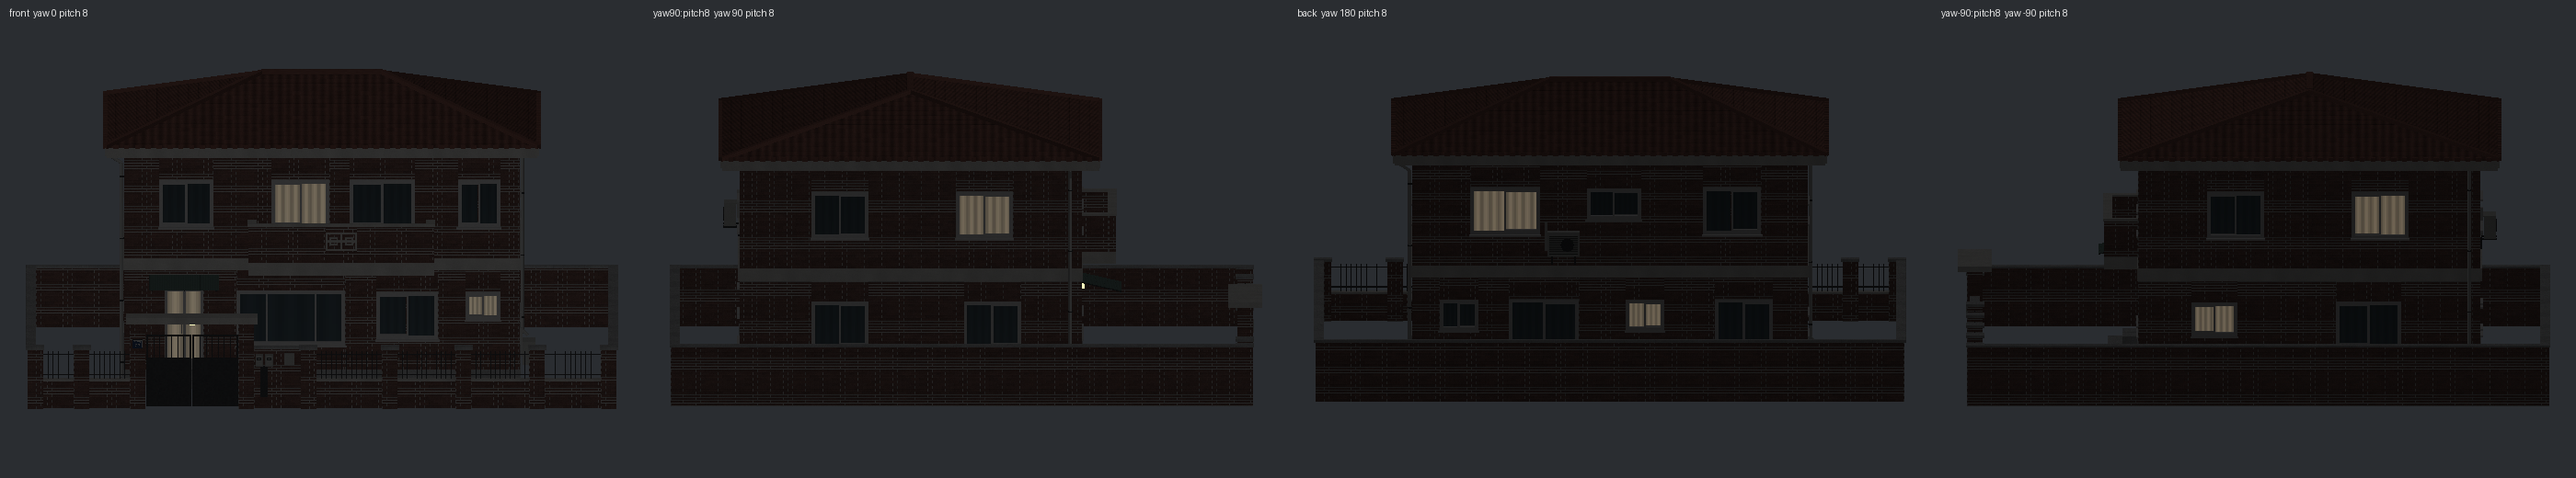 front yaw 0 pitch 8
yaw90:pitch8 yaw 90 pitch 8
back yaw 180 pitch 8
yaw-90:pitch8 yaw -90 pitch 8